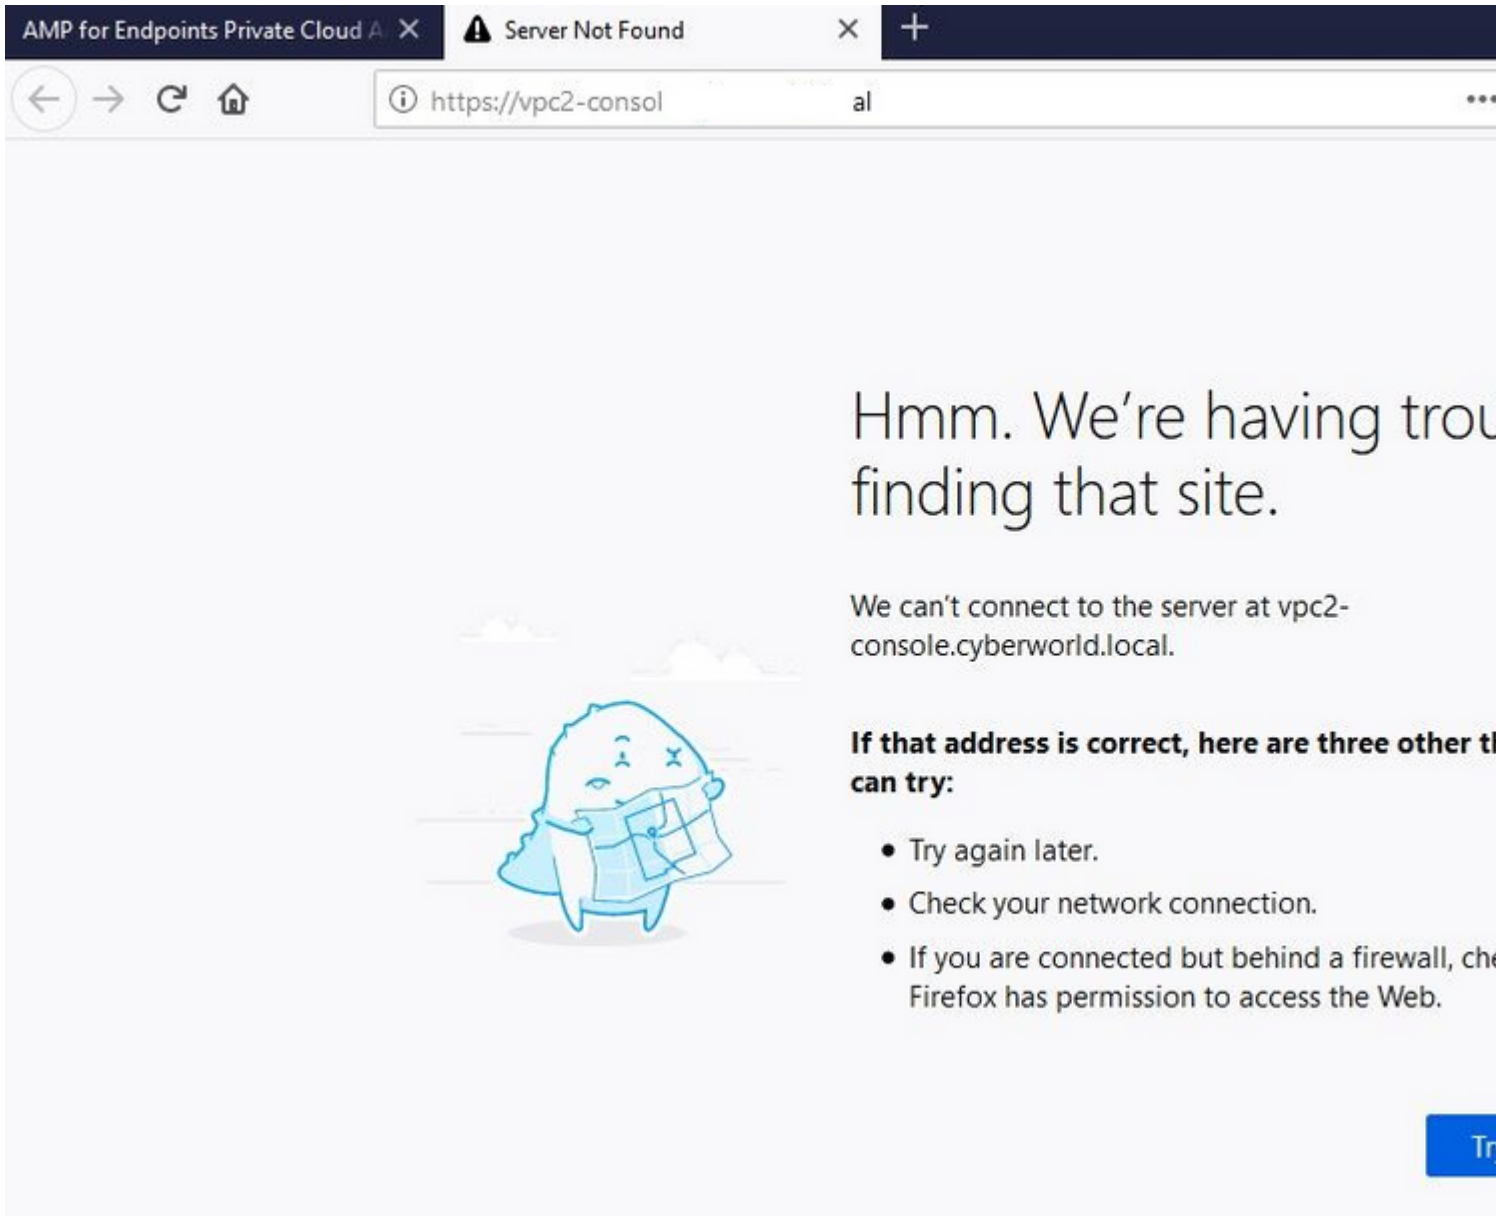 AMP for Endpoints Private Cloud A
Server Not Found
https://vpc2-consol al
Hmm. We're having trou
finding that site.
We can't connect to the server at vpc2-
console.cyberworld.local.
If that address is correct, here are three other th
can try:
Try again later.
Check your network connection.
If you are connected but behind a firewall, che
Firefox has permission to access the Web.
Try